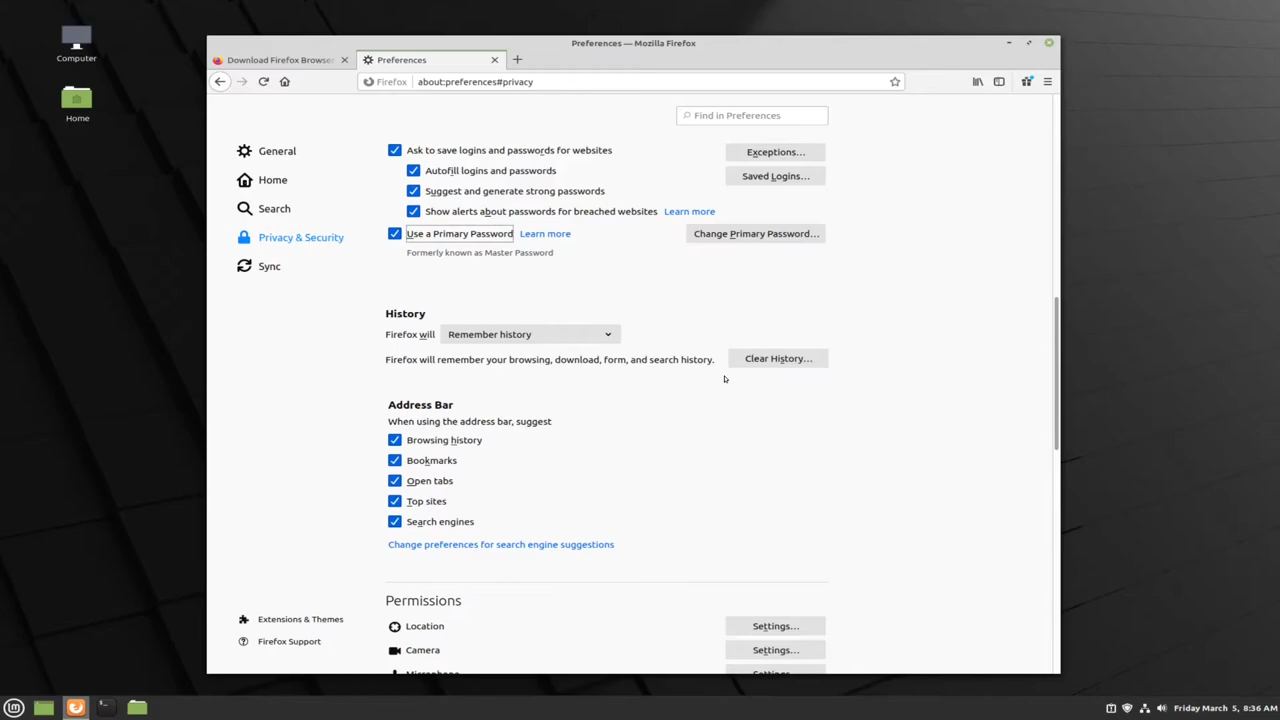 Computer
Home
Preferences — Mozilla Firefox
Download Firefox Browser
Preferences
Firefox
about:preferences#privacy
Find in Preferences
General
Home
Search
Privacy & Security
Sync
Extensions & Themes
Firefox Support
Ask to save logins and passwords for websites
Exceptions...
Autofill logins and passwords
Saved Logins...
Suggest and generate strong passwords
Show alerts about passwords for breached websites Learn more
Use a Primary Password Learn more
Change Primary Password...
Formerly known as Master Password
History
Firefox will Remember history
Firefox will remember your browsing, download, form, and search history.
Clear History...
Address Bar
When using the address bar, suggest
Browsing history
Bookmarks
Open tabs
Top sites
Search engines
Change preferences for search engine suggestions
Permissions
Location
Settings...
Camera
Settings...
Microphone
Settings...
Friday March 5, 8:36 AM